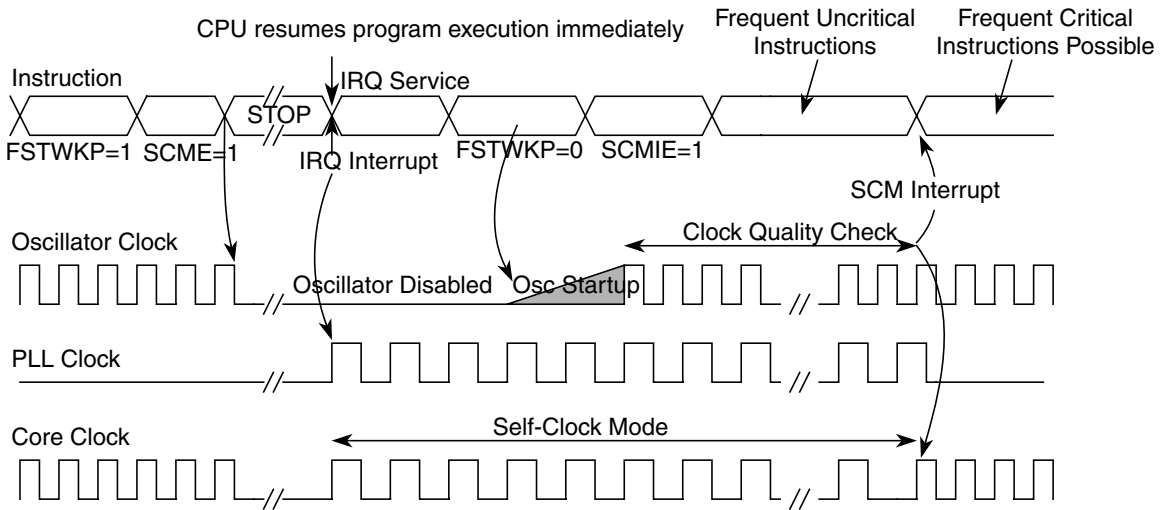 CPU resumes program execution immediately
Frequent Uncritical
Instructions
Frequent Critical
Instructions Possible
Instruction
IRQ Service
STOP
FSTWKP=1
SCME=1
IRQ Interrupt
FSTWKP=0
SCMIE=1
SCM Interrupt
Oscillator Clock
Clock Quality Check
Oscillator Disabled
Osc Startup
PLL Clock
Core Clock
Self-Clock Mode